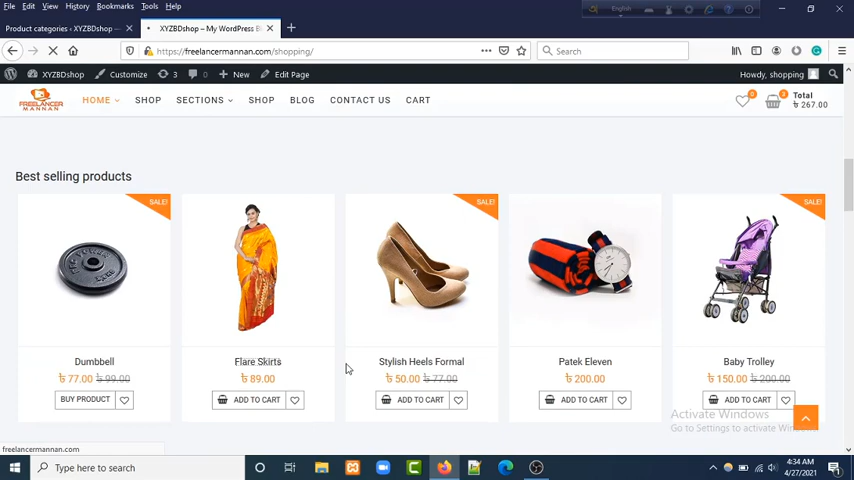 File Edit View History Bookmarks Tools Help
English
Product categories ‹ XYZBDshop — ×
XYZBDshop – My WordPress Bl ×
https://freelancermannan.com/shopping/
Search
XYZBDshop Customize 3 0 New Edit Page Howdy, shopping
FREELANCER
MANNAN
HOME SHOP SECTIONS SHOP BLOG CONTACT US CART
0
Total
৳ 267.00
Best selling products
SALE! SALE! SALE!
Dumbbell Flare Skirts Stylish Heels Formal Patek Eleven Baby Trolley
৳ 77.00 ৳ 99.00 ৳ 89.00 ৳ 50.00 ৳ 77.00 ৳ 200.00 ৳ 150.00 ৳ 200.00
BUY PRODUCT ADD TO CART ADD TO CART ADD TO CART ADD TO CART
Activate Windows
Go to Settings to activate Windows
freelancermannan.com
Type here to search
4:34 AM
4/27/2021